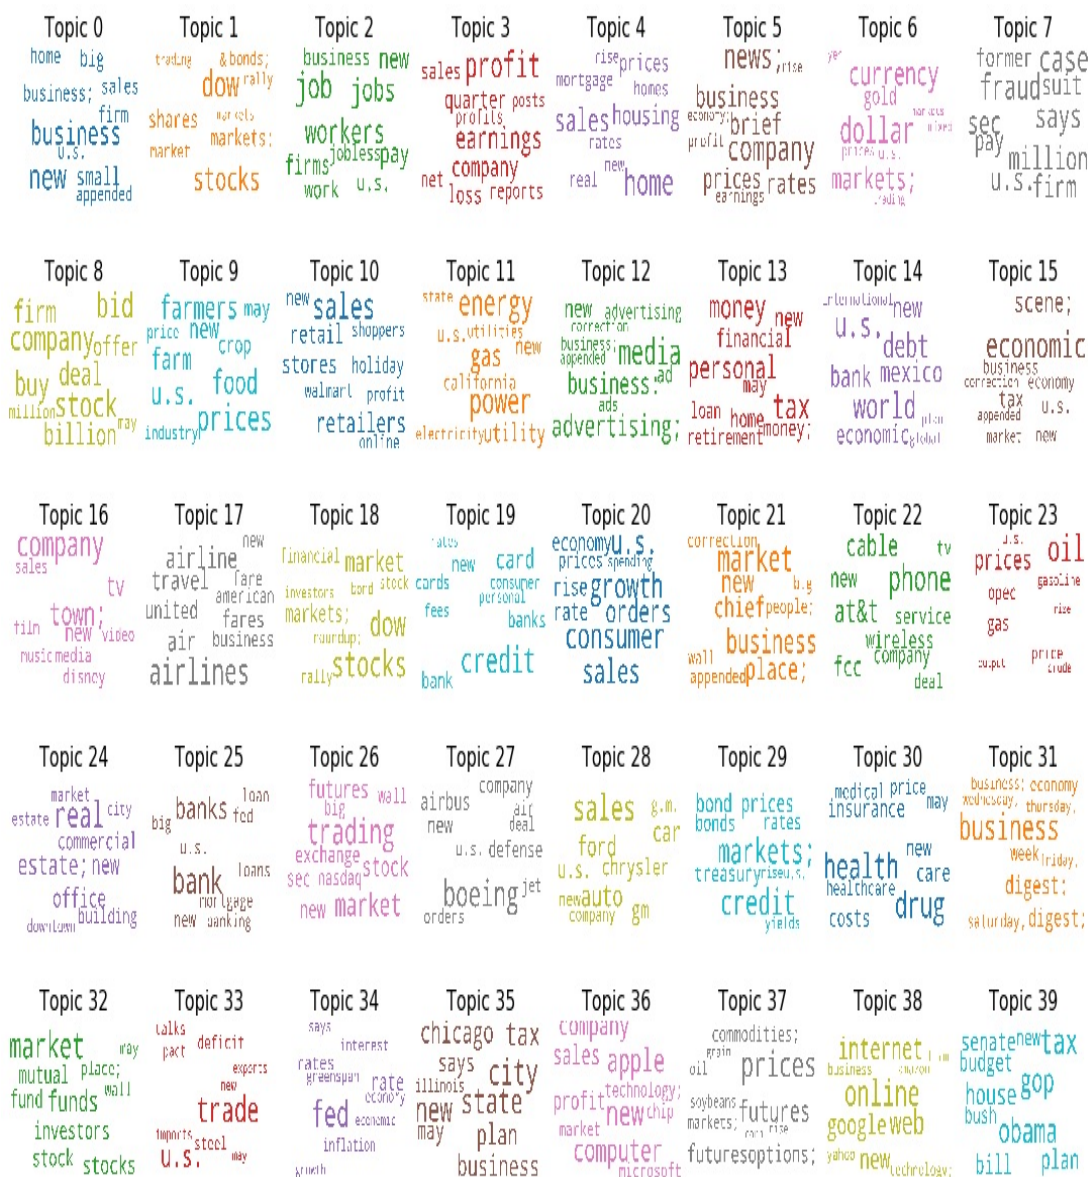 Topic 0 Topic 1 Topic 2 Topic 3 Topic 4 Topic 5 Topic 6 Topic 7
home big
business; sales
firm
business
u.s.
new small
appended
trading & bonds;
dow rally
shares markets
market markets;
stocks
business new
job jobs
workers
jobless pay
firms
work u.s.
sales profit
quarter posts
profits
earnings
company
net
loss reports
rise prices
mortgage homes
sales housing
rates
new
real home
news; rise
business
economy; brief
profit company
prices rates
earnings
yen
currency
gold
markets
dollar mixed
prices u.s.
markets;
trading
former case
fraud suit
sec says
pay
million
u.s. firm
Topic 8 Topic 9 Topic 10 Topic 11 Topic 12 Topic 13 Topic 14 Topic 15
firm bid
company offer
buy deal
million stock
billion may
farmers may
price new
farm crop
u.s. food
industry prices
new sales
retail shoppers
stores holiday
walmart profit
retailers
online
state energy
u.s. utilities
gas new
california
power
electricity utility
new advertising
correction
business;
appended media
business: ad
ads
advertising;
money new
financial
personal
may
loan home tax
retirement money;
international new
u.s. debt
bank mexico
world
plan
economic global
scene;
economic
business
correction economy
tax
appended u.s.
market new
Topic 16 Topic 17 Topic 18 Topic 19 Topic 20 Topic 21 Topic 22 Topic 23
company
sales
tv
town;
film new video
music media
disney
new
airline
travel fare
american
united fares
air business
airlines
financial market
investors bond stock
markets; dow
roundup;
rally stocks
rates
new card
cards consumer
personal
fees banks
credit
bank
economy u.s.
prices spending
rise growth
rate orders
consumer
sales
correction
market
new big
chief people;
business
wall
appended place;
cable tv
new phone
at&t service
wireless
fcc company
deal
u.s. oil
prices
gasoline
opec
rise
gas
price
output crude
Topic 24 Topic 25 Topic 26 Topic 27 Topic 28 Topic 29 Topic 30 Topic 31
market
estate real city
commercial
estate; new
office
building
downtown
banks loan
big fed
u.s.
bank loans
mortgage
new banking
futures wall
big
trading
exchange stock
sec nasdaq
new market
company
airbus air
new deal
u.s. defense
boeing jet
orders
sales g.m.
ford car
u.s. chrysler
new auto
company gm
bond prices
bonds rates
markets;
treasury rise u.s.
credit
yields
medical price
insurance may
new
health care
healthcare
costs drug
business; economy
wednesday, thursday,
business
week friday,
digest;
saturday, digest;
Topic 32 Topic 33 Topic 34 Topic 35 Topic 36 Topic 37 Topic 38 Topic 39
market may
mutual place;
fund funds wall
investors
stock stocks
talks
pact deficit
exports
new
trade
imports steel
u.s. may
says
interest
rates
greenspan rate
economy
fed economic
inflation
growth
chicago tax
says city
illinois
new state
may plan
business
company
sales apple
technology;
profit new chip
market
computer
microsoft
commodities;
grain
oil prices
soybeans futures
markets; corn rise
futuresoptions;
internet
business amazon
online
google web
yahoo new technology;
senate new tax
budget
house gop
bush obama
bill plan